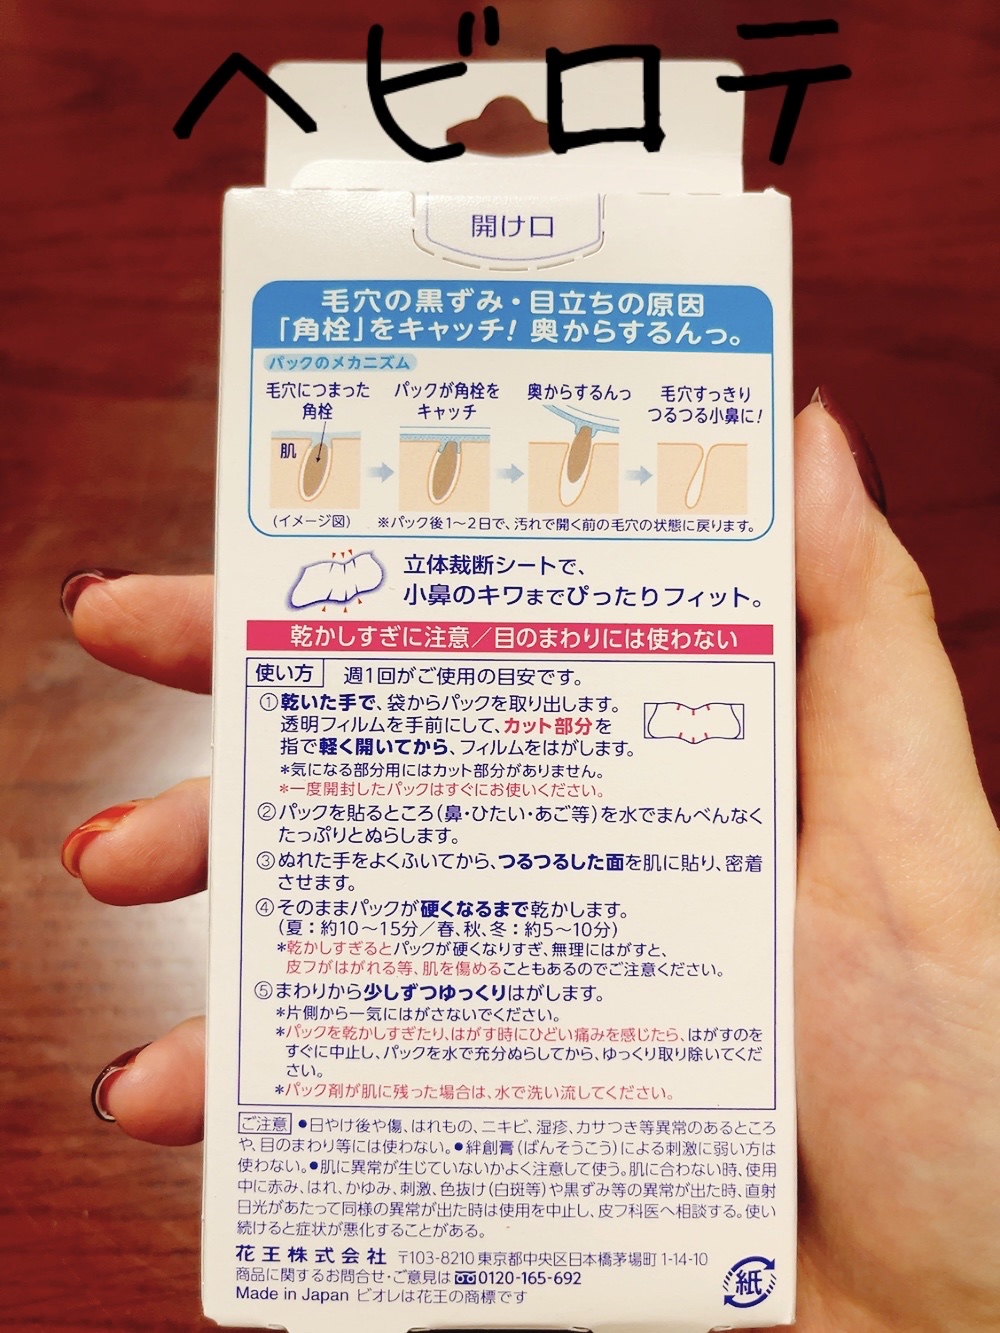 ヘビロテ
開け口
毛穴の黒ずみ・目立ちの原因
「角栓」をキャッチ！奥からするんっ。
パックのメカニズム
毛穴につまった
角栓
肌
パックが角栓を
キャッチ
奥からするんっ
毛穴すっきり
つるつる小鼻に！
(イメージ図) ※パック後1～2日で、汚れで開く前の毛穴の状態に戻ります。
立体裁断シートで、
小鼻のキワまでぴったりフィット。
乾かしすぎに注意／目のまわりには使わない
使い方 週1回がご使用の目安です。
①乾いた手で、袋からパックを取り出します。
透明フィルムを手前にして、カット部分を
指で軽く開いてから、フィルムをはがします。
＊気になる部分用にはカット部分がありません。
＊一度開封したパックはすぐにお使いください。
②パックを貼るところ(鼻・ひたい・あご等)を水でまんべんなく
たっぷりとぬらします。
③ぬれた手をよくふいてから、つるつるした面を肌に貼り、密着
させます。
④そのままパックが硬くなるまで乾かします。
(夏：約10～15分／春、秋、冬：約5～10分)
＊乾かしすぎるとパックが硬くなりすぎ、無理にはがすと、
皮フがはがれる等、肌を傷めることもあるのでご注意ください。
⑤まわりから少しずつゆっくりはがします。
＊片側から一気にはがさないでください。
＊パックを乾かしすぎたり、はがす時にひどい痛みを感じたら、はがすのを
すぐに中止し、パックを水で充分ぬらしてから、ゆっくり取り除いてくだ
さい。
＊パック剤が肌に残った場合は、水で洗い流してください。
ご注意 ●日やけ後や傷、はれもの、ニキビ、湿疹、カサつき等異常のあるところ
や、目のまわり等には使わない。●絆創膏(ばんそうこう)による刺激に弱い方は
使わない。●肌に異常が生じていないかよく注意して使う。肌に合わない時、使用
中に赤み、はれ、かゆみ、刺激、色抜け(白斑等)や黒ずみ等の異常が出た時、直射
日光があたって同様の異常が出た時は使用を中止し、皮フ科医へ相談する。使い
続けると症状が悪化することがある。
花王株式会社 〒103-8210 東京都中央区日本橋茅場町 1-14-10
商品に関するお問合せ・ご意見は 0120-165-692
Made in Japan ビオレは花王の商標です
紙